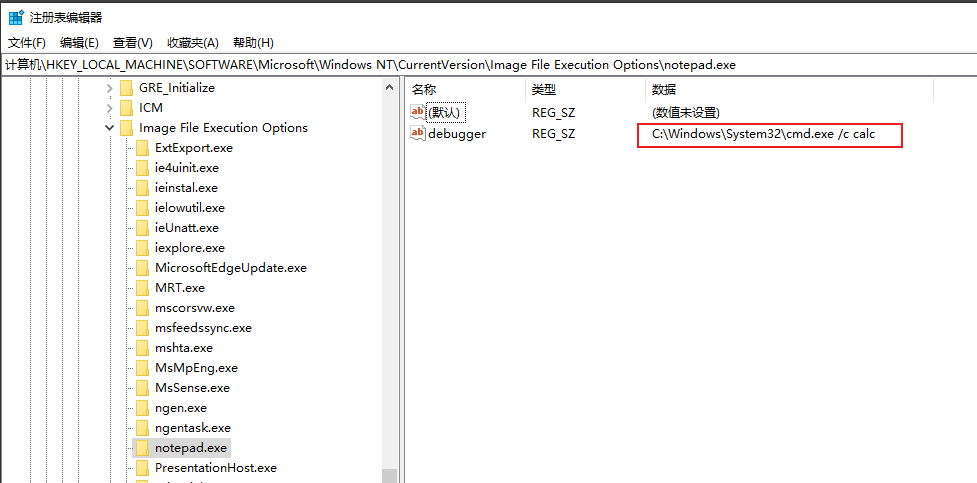 注册表编辑器
文件(F) 编辑(E) 查看(V) 收藏夹(A) 帮助(H)
计算机\HKEY_LOCAL_MACHINE\SOFTWARE\Microsoft\Windows NT\CurrentVersion\Image File Execution Options\notepad.exe
GRE_Initialize
ICM
Image File Execution Options
ExtExport.exe
ie4uinit.exe
ieinstal.exe
ielowutil.exe
ieUnatt.exe
iexplore.exe
MicrosoftEdgeUpdate.exe
MRT.exe
mscorsvw.exe
msfeedssync.exe
mshta.exe
MsMpEng.exe
MsSense.exe
ngen.exe
ngentask.exe
notepad.exe
PresentationHost.exe
名称 类型 数据
ab (默认) REG_SZ (数值未设置)
ab debugger REG_SZ C:\Windows\System32\cmd.exe /c calc